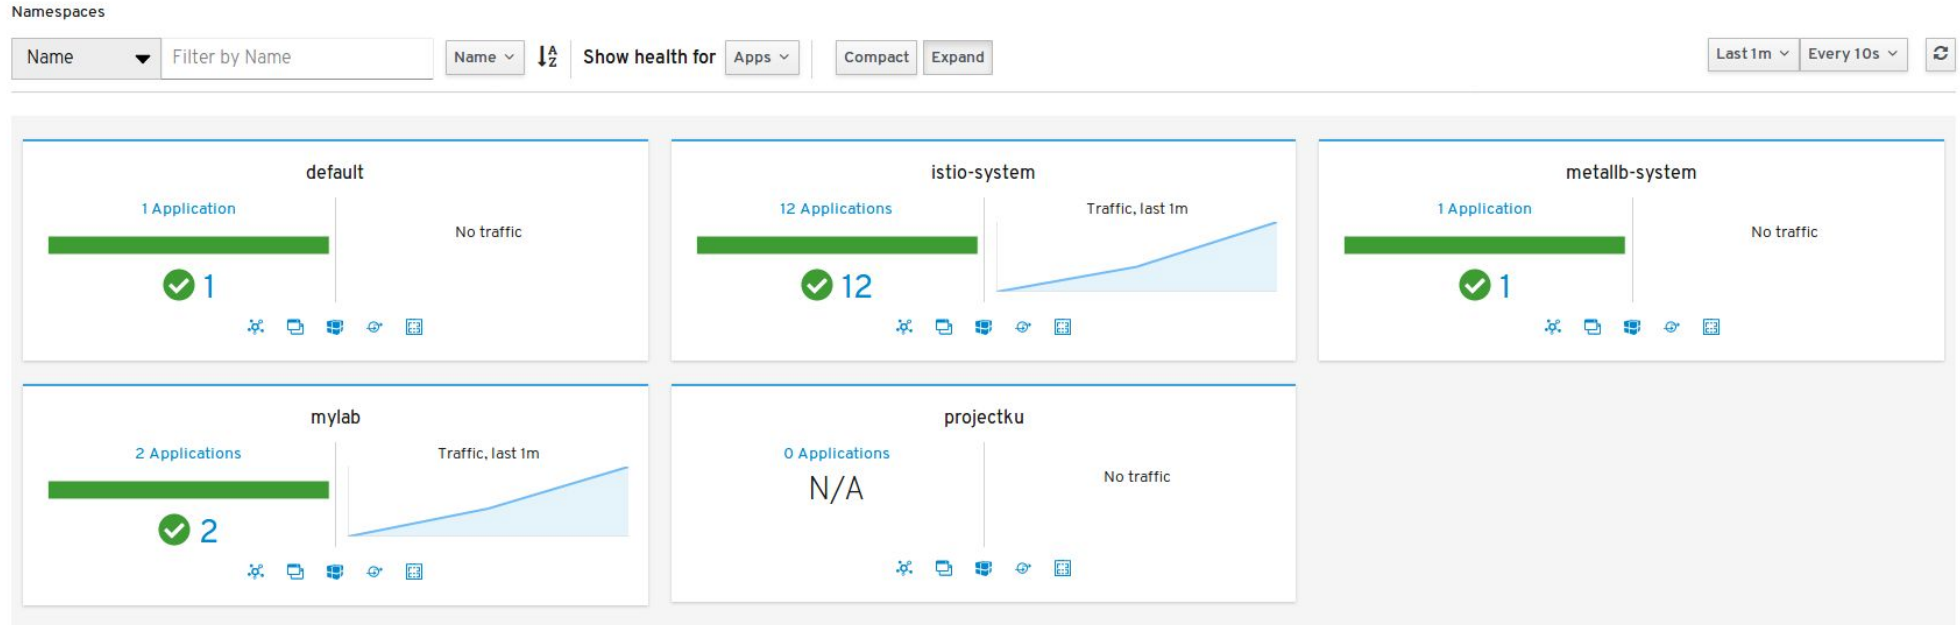 Namespaces
Name Filter by Name Name A Z Show health for Apps Compact Expand Last 1m Every 10s
default
1 Application
No traffic
1
istio-system
12 Applications
Traffic, last 1m
12
metallb-system
1 Application
No traffic
1
mylab
2 Applications
Traffic, last 1m
2
projectku
0 Applications
N/A
No traffic